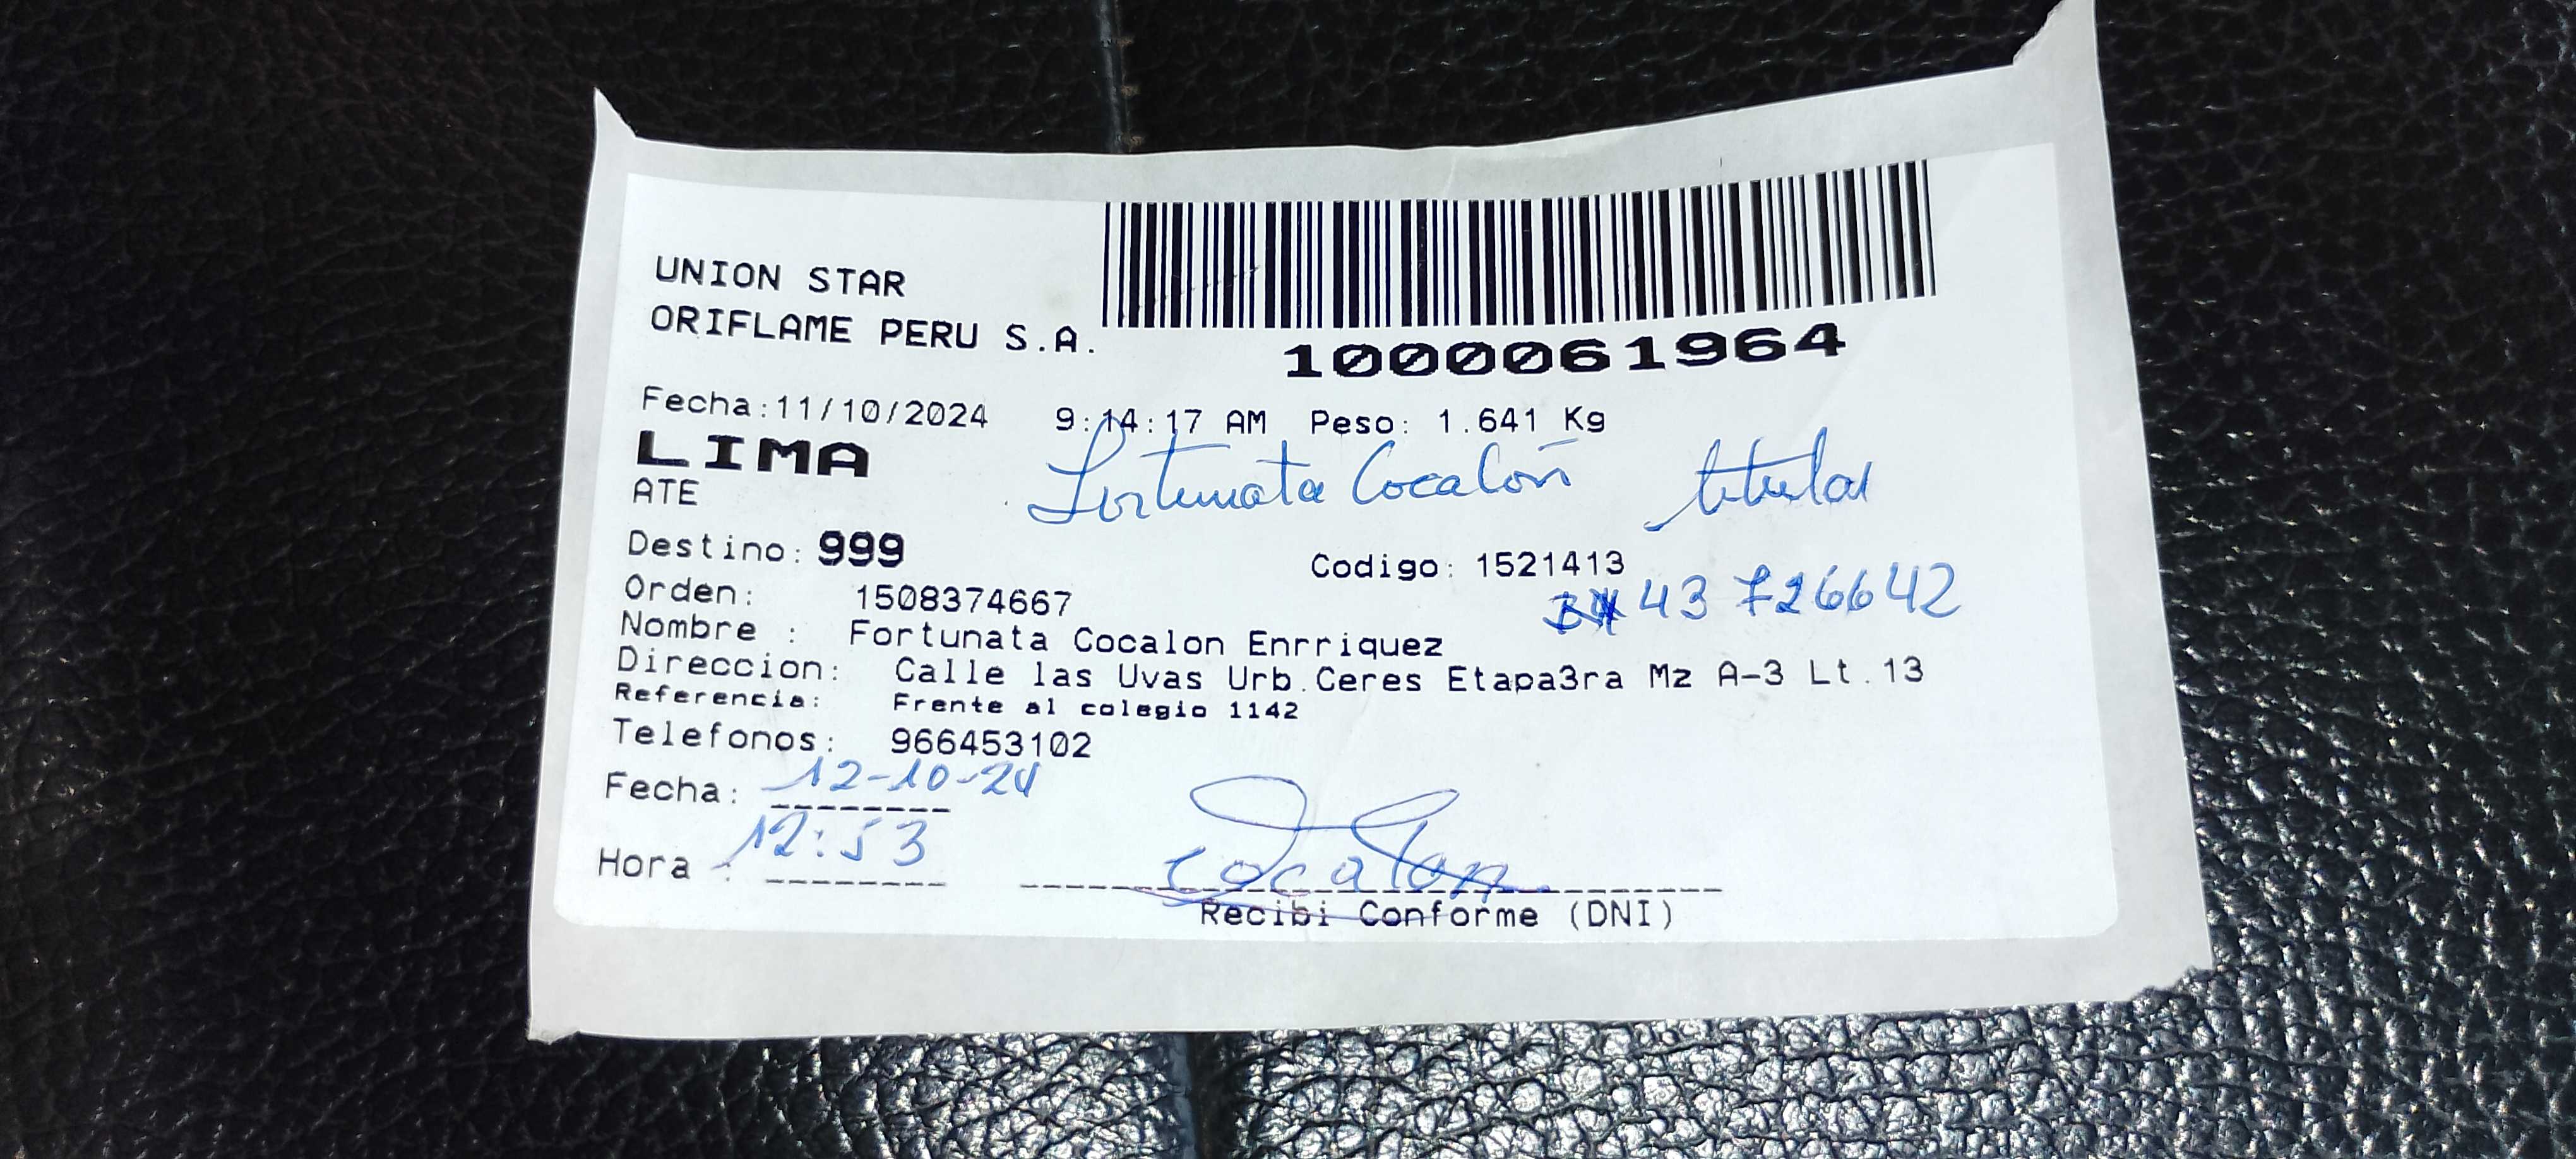 UNION STAR
ORIFLAME PERU S.A.
1000061964
Fecha:11/10/2024 9:14:17 AM Peso: 1.641 Kg
LIMA
ATE
Fortunata Cocalon titular
Destino: 999 Codigo: 1521413
Orden: 1508374667
43726642
Nombre : Fortunata Cocalon Enrriquez
Direccion: Calle las Uvas Urb.Ceres Etapa3ra Mz A-3 Lt.13
Referencia: Frente al colegio 1142
Telefonos: 966453102
Fecha: 12-10-24
Hora : 12:53
Cocalon
Recibi Conforme (DNI)